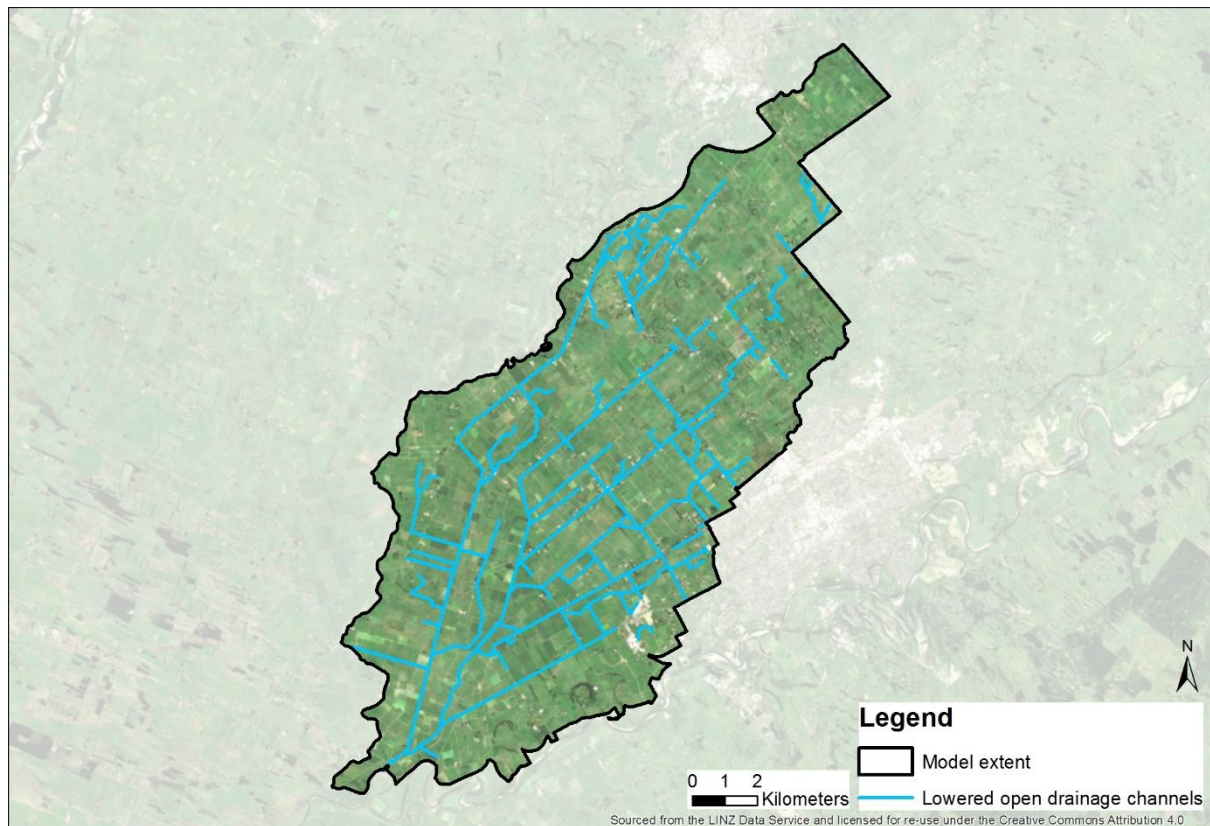 N
Legend
Model extent
Lowered open drainage channels
0 1 2
Kilometers
Sourced from the LINZ Data Service and licensed for re-use under the Creative Commons Attribution 4.0